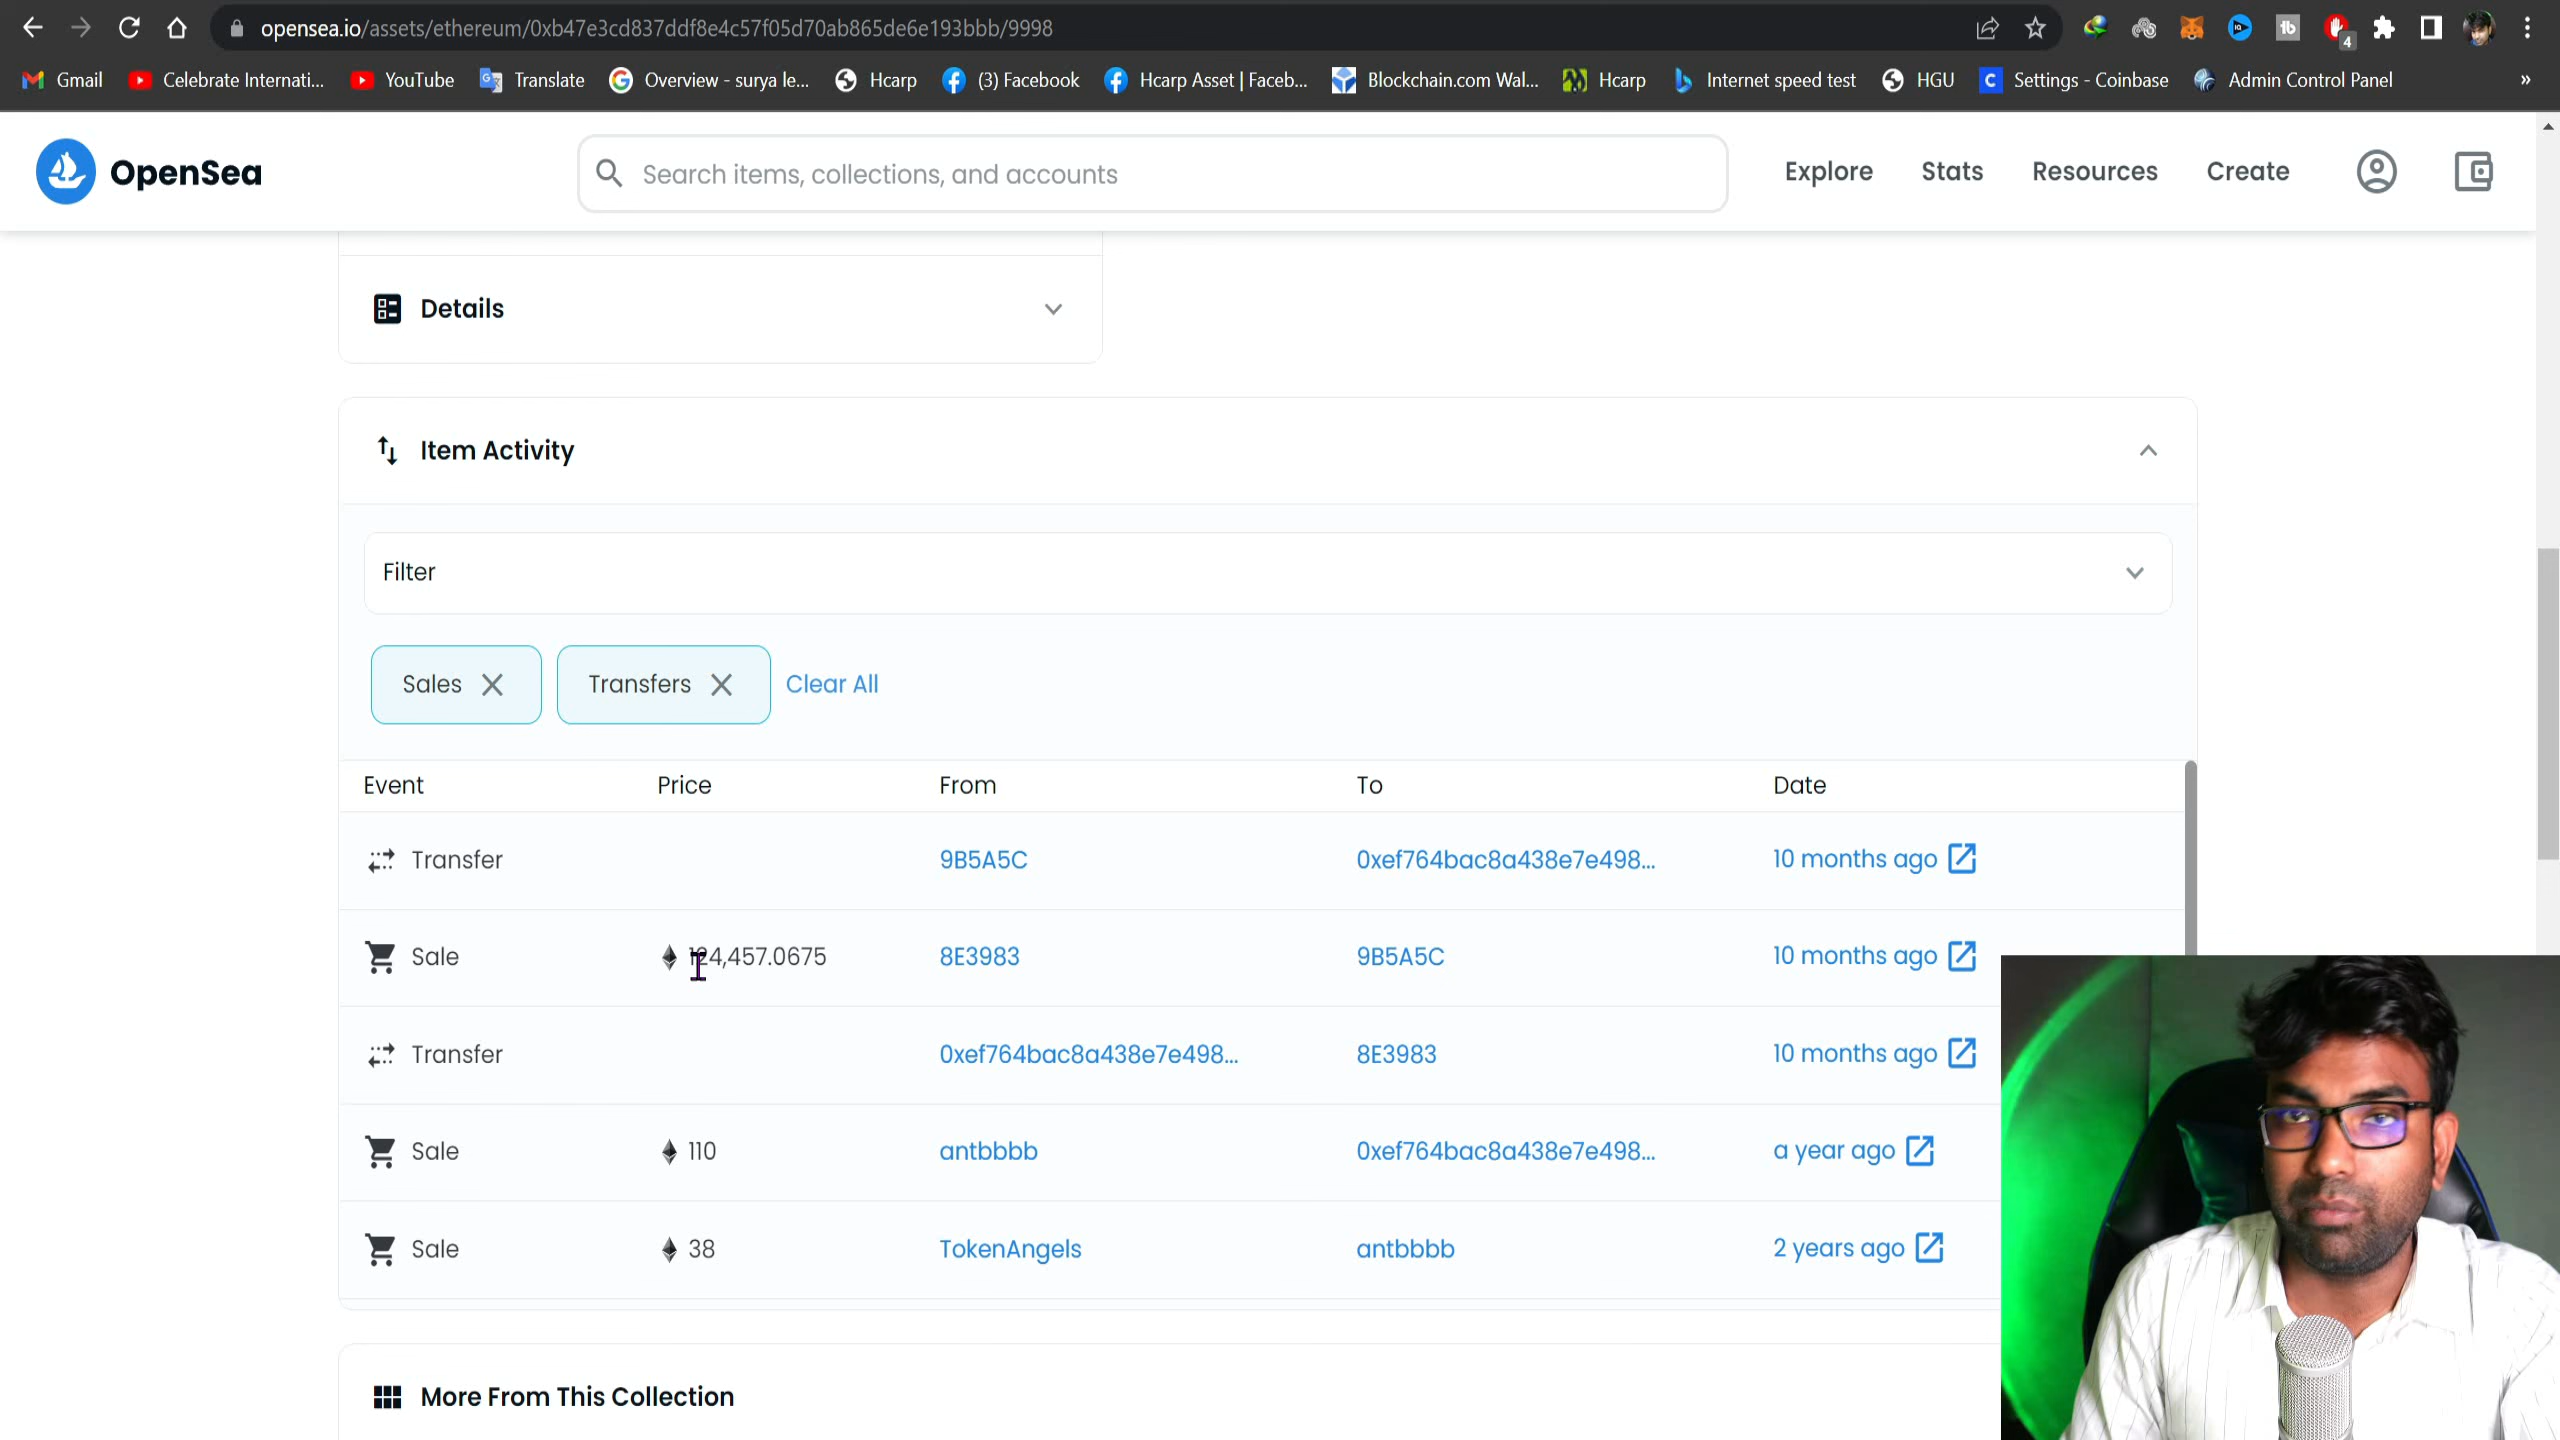 opensea.io/assets/ethereum/0xb47e3cd837ddf8e4c57f05d70ab865de6e193bbb/9998
4
Gmail Celebrate Internati... YouTube Translate Overview - surya le... Hcarp (3) Facebook Hcarp Asset | Faceb... Blockchain.com Wal... Hcarp Internet speed test HGU Settings - Coinbase Admin Control Panel »
OpenSea Search items, collections, and accounts Explore Stats Resources Create
Details
Item Activity
Filter
Sales Transfers Clear All
Event Price From To Date
Transfer 9B5A5C 0xef764bac8a438e7e498... 10 months ago
Sale 124,457.0675 8E3983 9B5A5C 10 months ago
Transfer 0xef764bac8a438e7e498... 8E3983 10 months ago
Sale 110 antbbbb 0xef764bac8a438e7e498... a year ago
Sale 38 TokenAngels antbbbb 2 years ago
More From This Collection